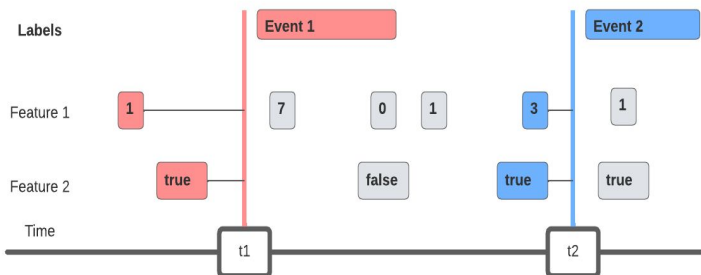 Labels Event 1 Event 2
Feature 1 1 7 0 1 3 1
Feature 2 true false true true
Time
t1 t2